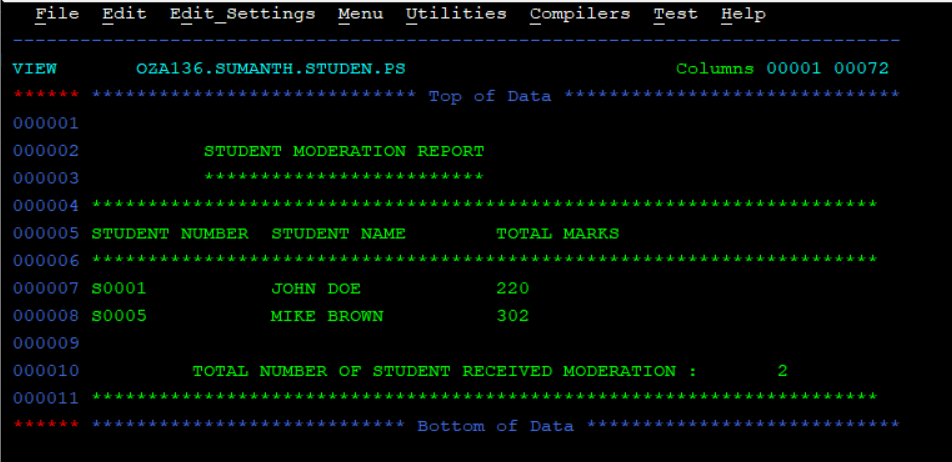 File  Edit  Edit_Settings  Menu  Utilities  Compilers  Test  Help
-------------------------------------------------------------------------------
VIEW       OZA136.SUMANTH.STUDEN.PS                        Columns 00001 00072
****** ***************************** Top of Data ******************************
000001
000002           STUDENT MODERATION REPORT
000003           *************************
000004 **********************************************************************
000005 STUDENT NUMBER  STUDENT NAME        TOTAL MARKS
000006 **********************************************************************
000007 S0001           JOHN DOE            220
000008 S0005           MIKE BROWN          302
000009
000010          TOTAL NUMBER OF STUDENT RECEIVED MODERATION :       2
000011 **********************************************************************
****** **************************** Bottom of Data ****************************